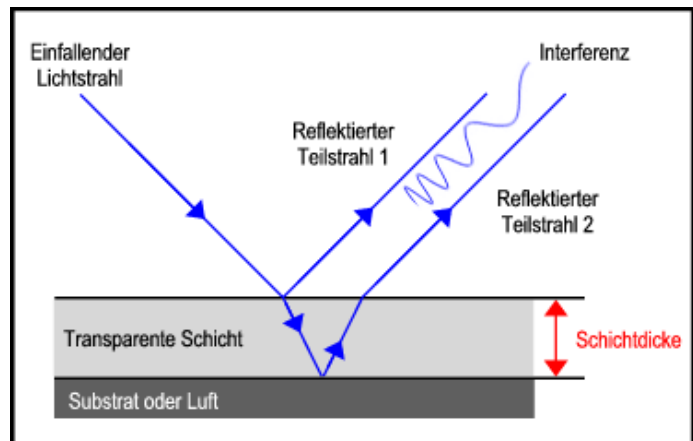 Einfallender
Lichtstrahl
Interferenz
Reflektierter
Teilstrahl 1
Reflektierter
Teilstrahl 2
Transparente Schicht
Schichtdicke
Substrat oder Luft